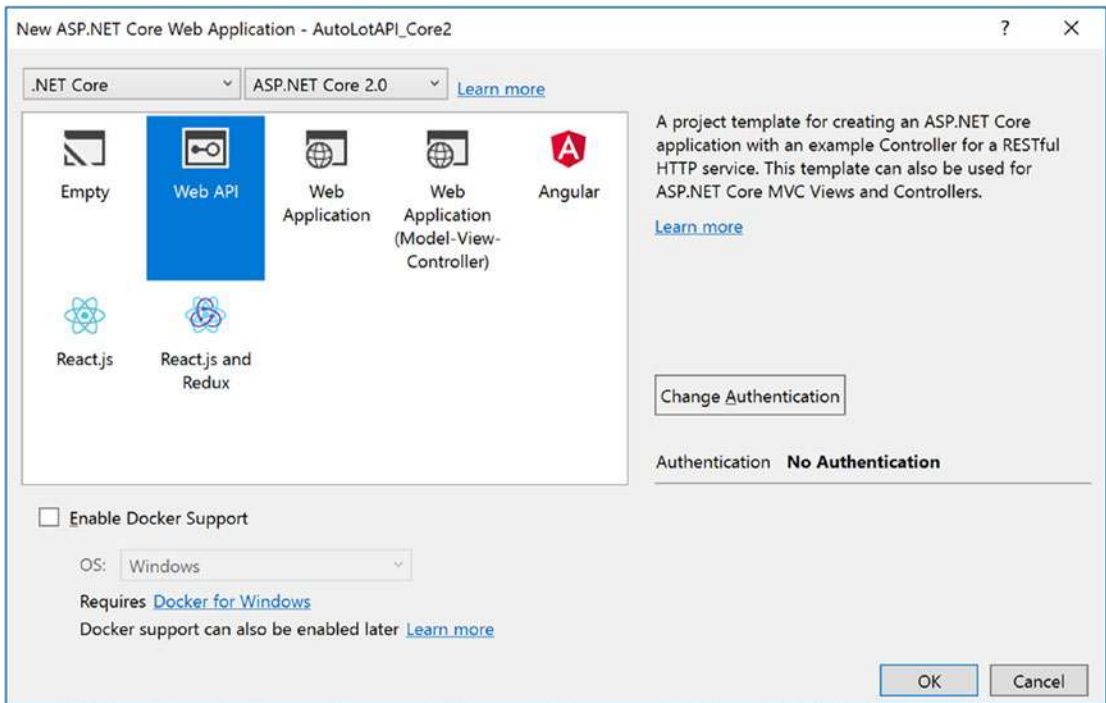 New ASP.NET Core Web Application - AutoLotAPI_Core2
? X
.NET Core
ASP.NET Core 2.0
Learn more
Empty
Web API
Web
Application
Web
Application
(Model-View-
Controller)
Angular
React.js
React.js and
Redux
A project template for creating an ASP.NET Core
application with an example Controller for a RESTful
HTTP service. This template can also be used for
ASP.NET Core MVC Views and Controllers.
Learn more
Change Authentication
Authentication No Authentication
Enable Docker Support
OS: Windows
Requires Docker for Windows
Docker support can also be enabled later Learn more
OK
Cancel